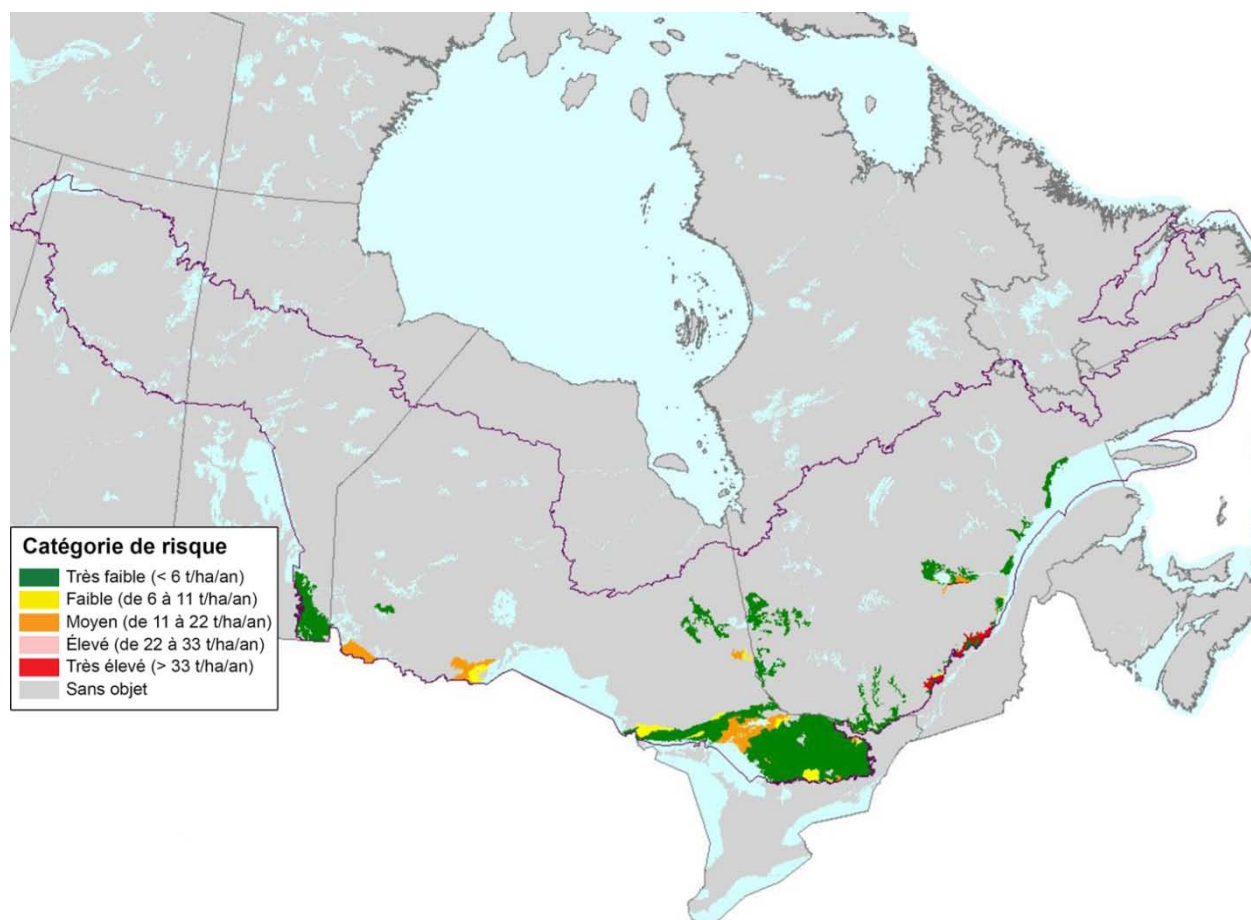 Catégorie de risque
Très faible (< 6 t/ha/an)
Faible (de 6 à 11 t/ha/an)
Moyen (de 11 à 22 t/ha/an)
Élevé (de 22 à 33 t/ha/an)
Très élevé (> 33 t/ha/an)
Sans objet